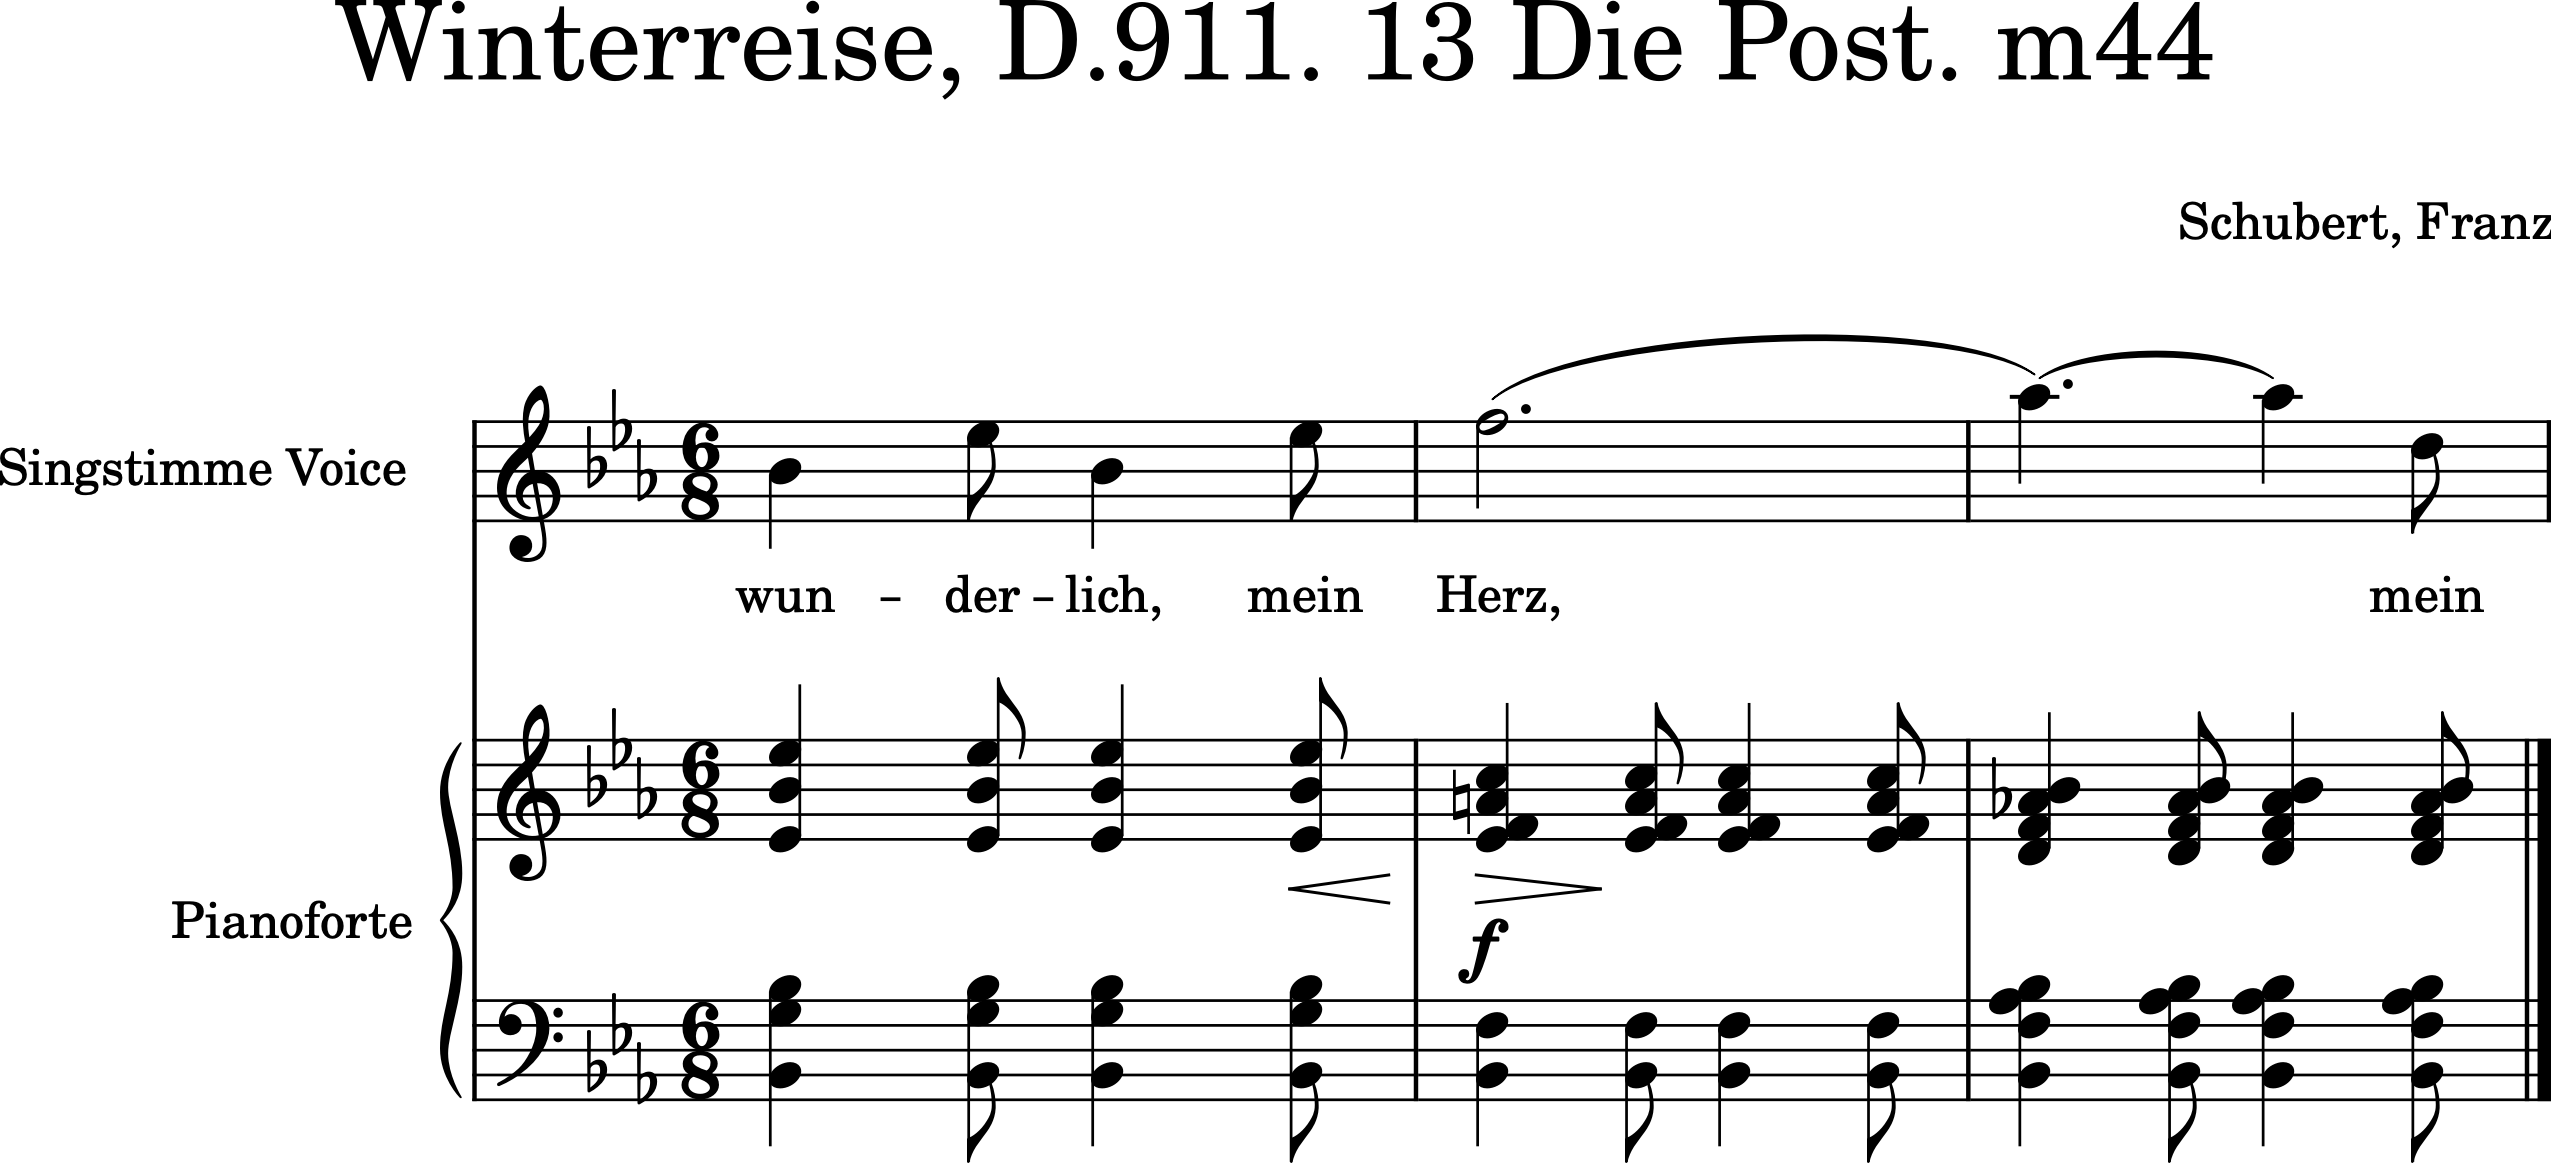 Winterreise, D.911. 13 Die Post. m44
Schubert, Franz
Singstimme Voice
wun - der - lich, mein Herz, mein
Pianoforte
f